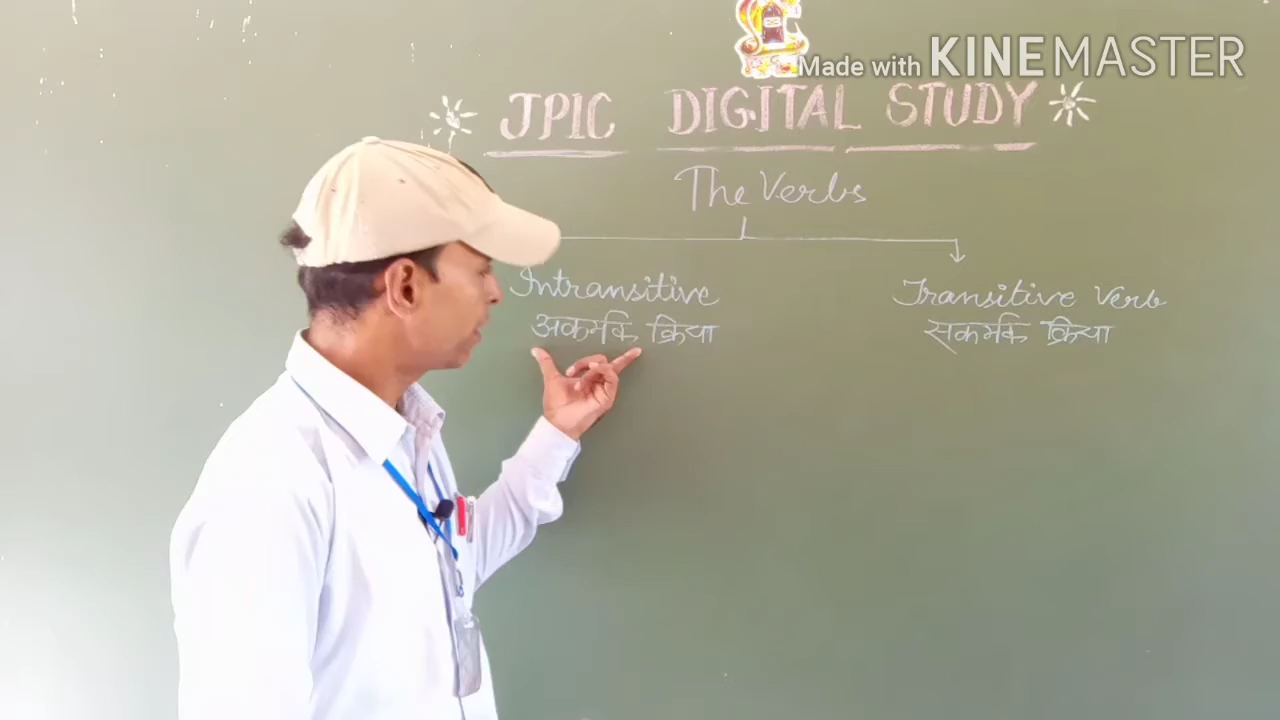 Made with KINEMASTER
JPIC DIGITAL STUDY
The Verbs
Intransitive
अकर्मक क्रिया
Transitive Verb
सकर्मक क्रिया